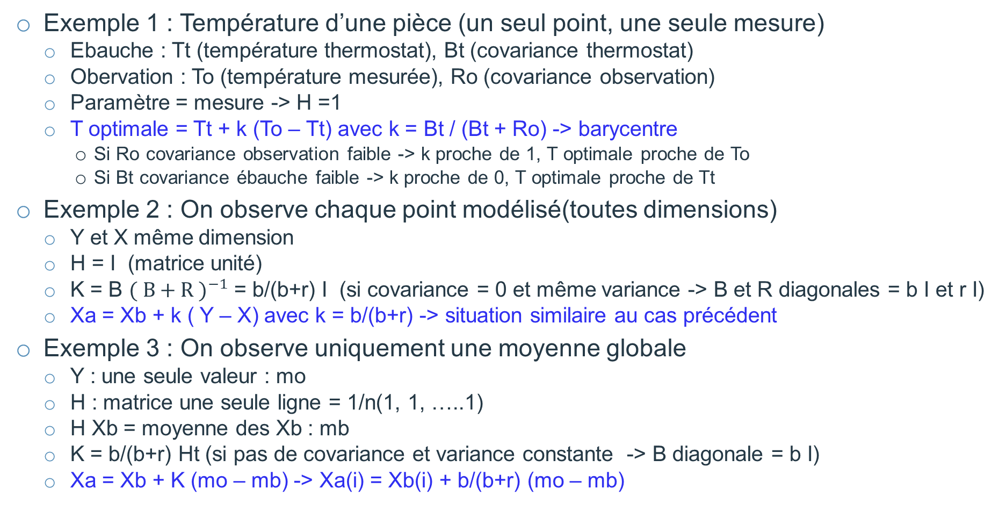 Exemple 1 : Température d’une pièce (un seul point, une seule mesure)
Ebauche : Tt (température thermostat), Bt (covariance thermostat)
Obervation : To (température mesurée), Ro (covariance observation)
Paramètre = mesure -> H =1
T optimale = Tt + k (To – Tt) avec k = Bt / (Bt + Ro) -> barycentre
Si Ro covariance observation faible -> k proche de 1, T optimale proche de To
Si Bt covariance ébauche faible -> k proche de 0, T optimale proche de Tt
Exemple 2 : On observe chaque point modélisé(toutes dimensions)
Y et X même dimension
H = I (matrice unité)
K = B ( B + R )⁻¹ = b/(b+r) I (si covariance = 0 et même variance -> B et R diagonales = b I et r I)
Xa = Xb + k ( Y – X) avec k = b/(b+r) -> situation similaire au cas précédent
Exemple 3 : On observe uniquement une moyenne globale
Y : une seule valeur : mo
H : matrice une seule ligne = 1/n(1, 1, …..1)
H Xb = moyenne des Xb : mb
K = b/(b+r) Ht (si pas de covariance et variance constante -> B diagonale = b I)
Xa = Xb + K (mo – mb) -> Xa(i) = Xb(i) + b/(b+r) (mo – mb)